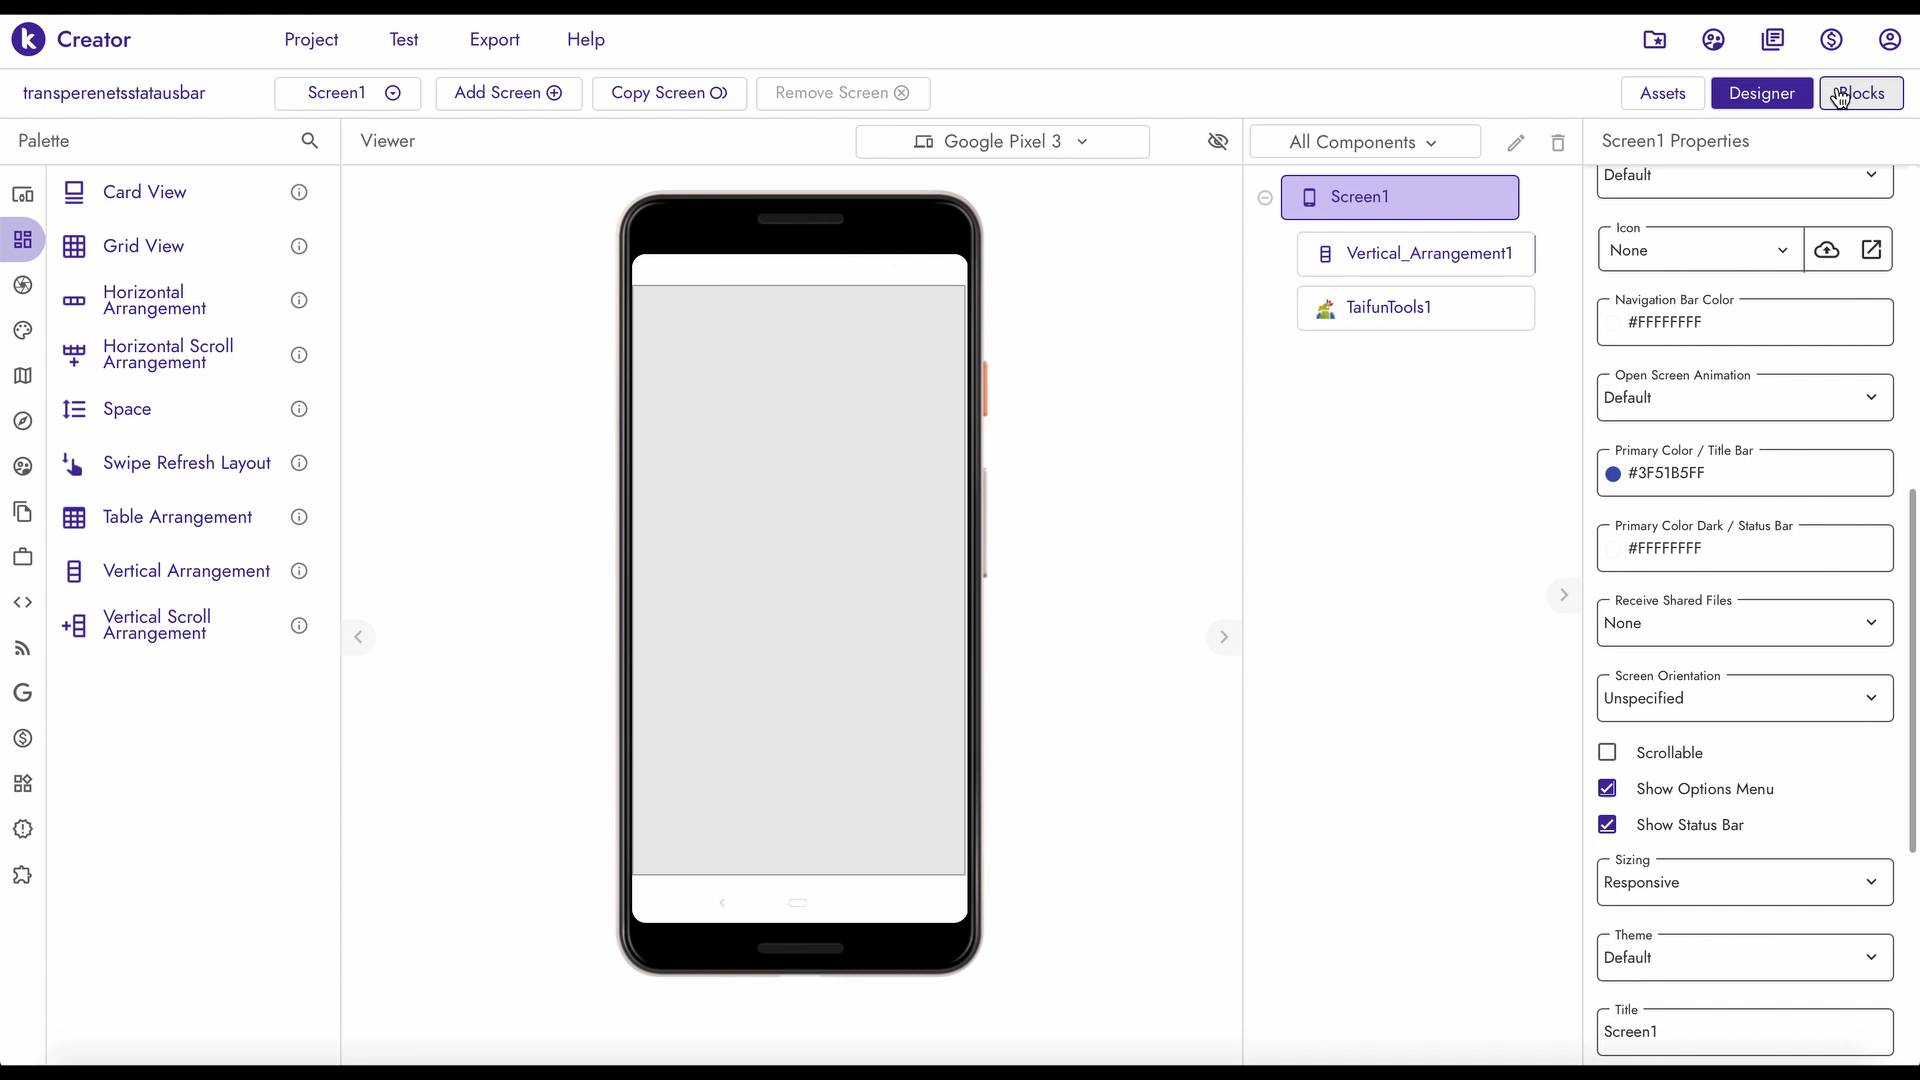 Creator
Project
Test
Export
Help
transperenetsstatausbar
Screen1
Add Screen
Copy Screen
Remove Screen
Assets
Designer
Blocks
Palette
Viewer
Google Pixel 3
All Components
Screen1 Properties
Card View
Grid View
Horizontal
Arrangement
Horizontal Scroll
Arrangement
Space
Swipe Refresh Layout
Table Arrangement
Vertical Arrangement
Vertical Scroll
Arrangement
Screen1
Vertical_Arrangement1
TaifunTools1
Default
Icon
None
Navigation Bar Color
#FFFFFFFF
Open Screen Animation
Default
Primary Color / Title Bar
#3F51B5FF
Primary Color Dark / Status Bar
#FFFFFFFF
Receive Shared Files
None
Screen Orientation
Unspecified
Scrollable
Show Options Menu
Show Status Bar
Sizing
Responsive
Theme
Default
Title
Screen1